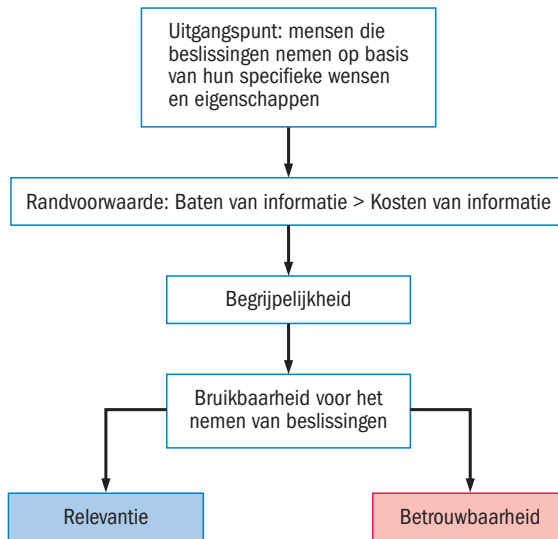 Uitgangspunt: mensen die
beslissingen nemen op basis
van hun specifieke wensen
en eigenschappen
Randvoorwaarde: Baten van informatie > Kosten van informatie
Begrijpelijkheid
Bruikbaarheid voor het
nemen van beslissingen
Relevantie
Betrouwbaarheid